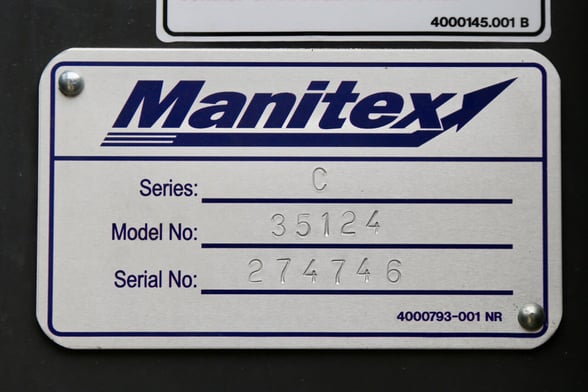 4000145.001 B
Manitex
Series: C
Model No: 35124
Serial No: 274746
4000793-001 NR